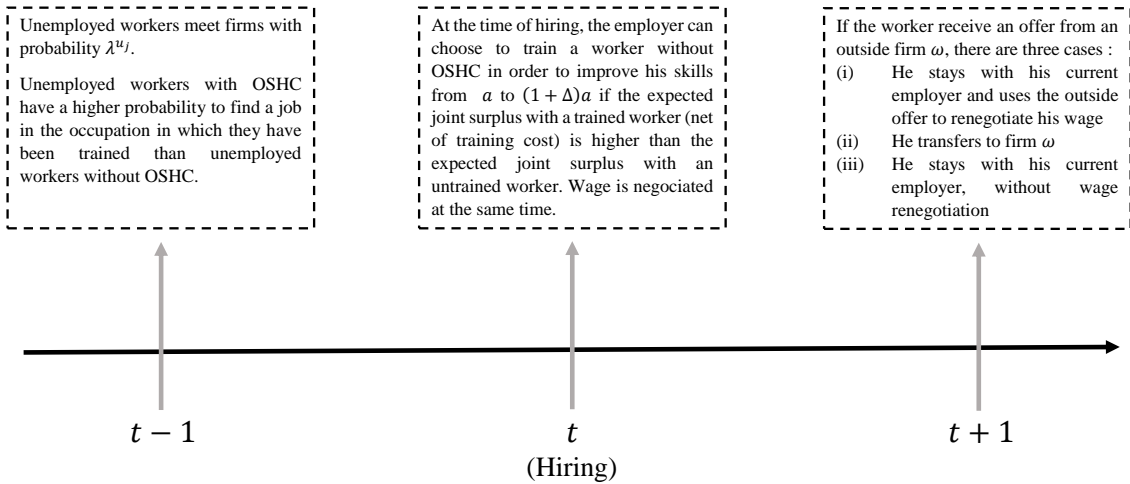 Unemployed workers meet firms with
probability λ^{u_j}.
Unemployed workers with OSHC
have a higher probability to find a job
in the occupation in which they have
been trained than unemployed
workers without OSHC.
At the time of hiring, the employer can
choose to train a worker without
OSHC in order to improve his skills
from a to (1 + Δ)a if the expected
joint surplus with a trained worker (net
of training cost) is higher than the
expected joint surplus with an
untrained worker. Wage is negociated
at the same time.
If the worker receive an offer from an
outside firm ω, there are three cases :
(i) He stays with his current
employer and uses the outside
offer to renegotiate his wage
(ii) He transfers to firm ω
(iii) He stays with his current
employer, without wage
renegotiation
t − 1
t
(Hiring)
t + 1